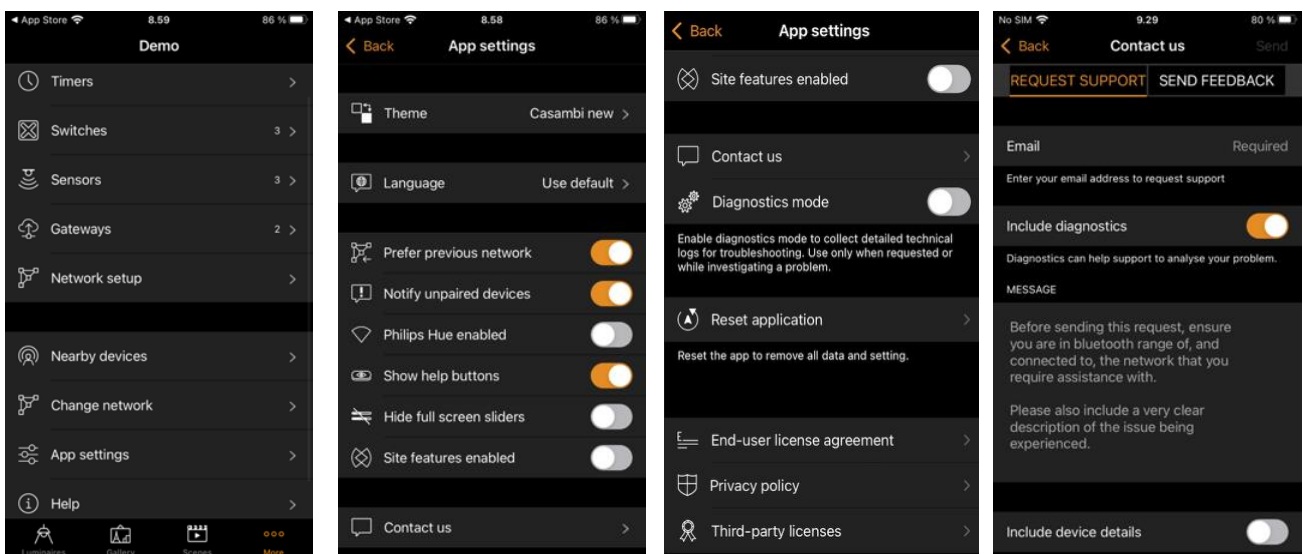 App Store
8.59
86 %
Demo
Timers
Switches
3
Sensors
3
Gateways
2
Network setup
Nearby devices
Change network
App settings
Help
Luminaires
Gallery
Scenes
More
App Store
8.58
86 %
Back
App settings
Theme
Casambi new
Language
Use default
Prefer previous network
Notify unpaired devices
Philips Hue enabled
Show help buttons
Hide full screen sliders
Site features enabled
Contact us
Back
App settings
Site features enabled
Contact us
Diagnostics mode
Enable diagnostics mode to collect detailed technical
logs for troubleshooting. Use only when requested or
while investigating a problem.
Reset application
Reset the app to remove all data and setting.
End-user license agreement
Privacy policy
Third-party licenses
No SIM
9.29
80 %
Back
Contact us
Send
REQUEST SUPPORT
SEND FEEDBACK
Email
Required
Enter your email address to request support
Include diagnostics
Diagnostics can help support to analyse your problem.
MESSAGE
Before sending this request, ensure
you are in bluetooth range of, and
connected to, the network that you
require assistance with.
Please also include a very clear
description of the issue being
experienced.
Include device details